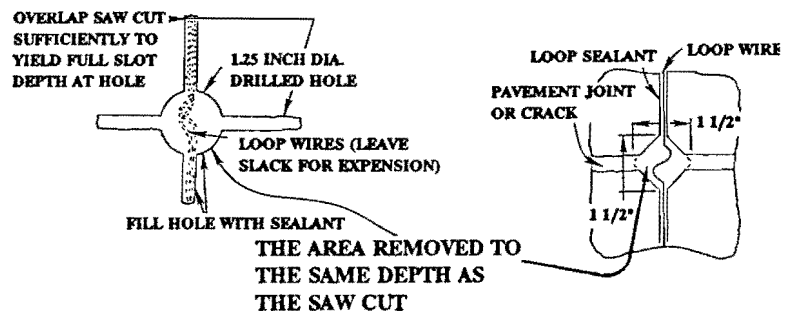 OVERLAP SAW CUT
SUFFICIENTLY TO
YIELD FULL SLOT
DEPTH AT HOLE
1.25 INCH DIA.
DRILLED HOLE
LOOP WIRES (LEAVE
SLACK FOR EXPENSION)
FILL HOLE WITH SEALANT
THE AREA REMOVED TO
THE SAME DEPTH AS
THE SAW CUT
LOOP SEALANT
LOOP WIRE
PAVEMENT JOINT
OR CRACK
1 1/2"
1 1/2"